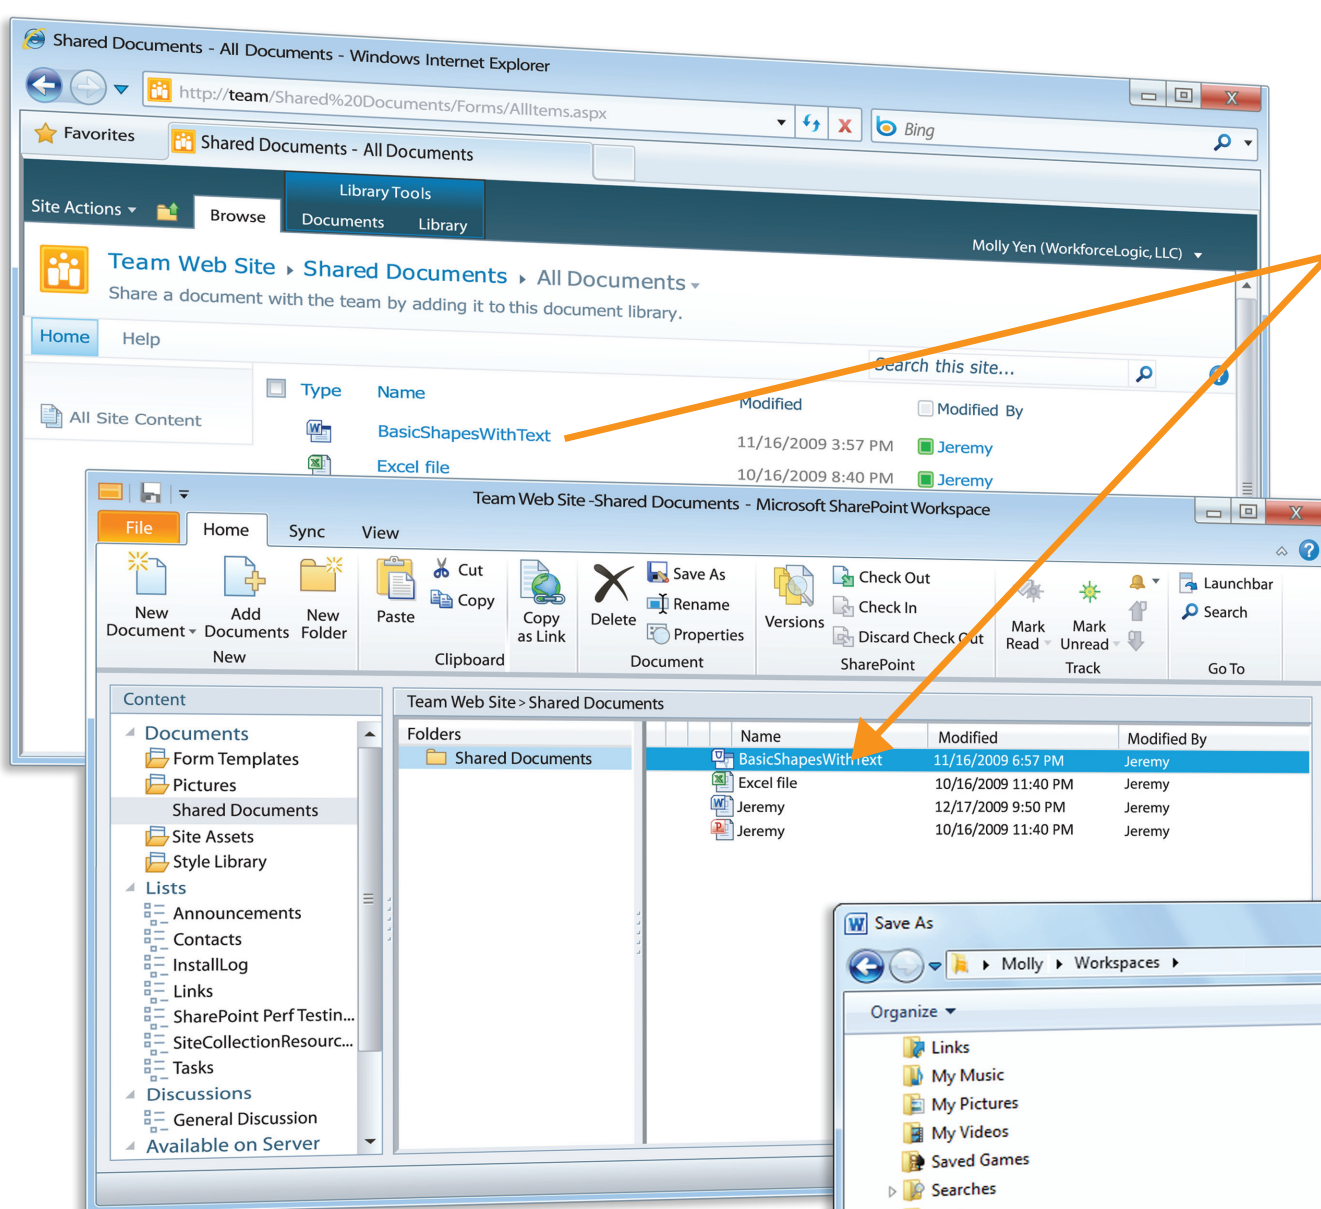 Shared Documents - All Documents - Windows Internet Explorer
http://team/Shared%20Documents/Forms/AllItems.aspx
Bing
Favorites
Shared Documents - All Documents
Library Tools
Site Actions Browse Documents Library
Molly Yen (WorkforceLogic, LLC)
Team Web Site Shared Documents All Documents
Share a document with the team by adding it to this document library.
Home Help
Search this site...
All Site Content
Type Name Modified Modified By
BasicShapesWithText 11/16/2009 3:57 PM Jeremy
Excel file 10/16/2009 8:40 PM Jeremy
Team Web Site -Shared Documents - Microsoft SharePoint Workspace
File Home Sync View
New Document
Add Documents
New Folder
New
Paste
Cut
Copy
Copy as Link
Clipboard
Delete
Save As
Rename
Properties
Document
Versions
Check Out
Check In
Discard Check Out
SharePoint
Mark Read
Mark Unread
Track
Launchbar
Search
Go To
Content
Documents
Form Templates
Pictures
Shared Documents
Site Assets
Style Library
Lists
Announcements
Contacts
InstallLog
Links
SharePoint Perf Testin...
SiteCollectionResourc...
Tasks
Discussions
General Discussion
Available on Server
Team Web Site > Shared Documents
Folders
Shared Documents
Name Modified Modified By
BasicShapesWithText 11/16/2009 6:57 PM Jeremy
Excel file 10/16/2009 11:40 PM Jeremy
Jeremy 12/17/2009 9:50 PM Jeremy
Jeremy 10/16/2009 11:40 PM Jeremy
Save As
Molly Workspaces
Organize
Links
My Music
My Pictures
My Videos
Saved Games
Searches